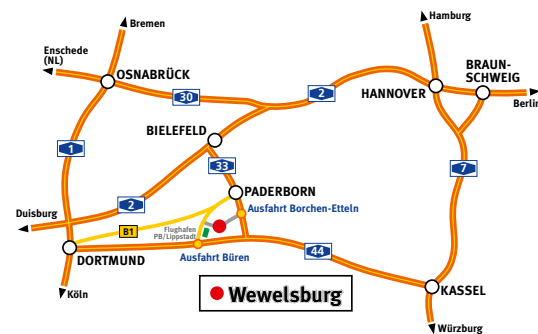 Bremen
Hamburg
Enschede
(NL)
OSNABRÜCK
BRAUN-
SCHWEIG
HANNOVER
Berlin
30
2
BIELEFELD
1
33
7
PADERBORN
2
Ausfahrt Borchen-Etteln
Duisburg
B1
Flughafen
PB/Lippstadt
DORTMUND
Ausfahrt Büren
44
Köln
Wewelsburg
KASSEL
Würzburg